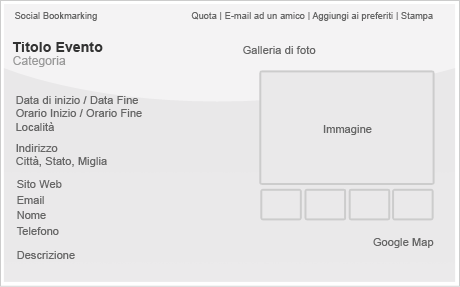 Social Bookmarking
Quota | E-mail ad un amico | Aggiungi ai preferiti | Stampa
Titolo Evento
Categoria
Galleria di foto
Data di inizio / Data Fine
Orario Inizio / Orario Fine
Località
Immagine
Indirizzo
Città, Stato, Miglia
Sito Web
Email
Nome
Telefono
Google Map
Descrizione